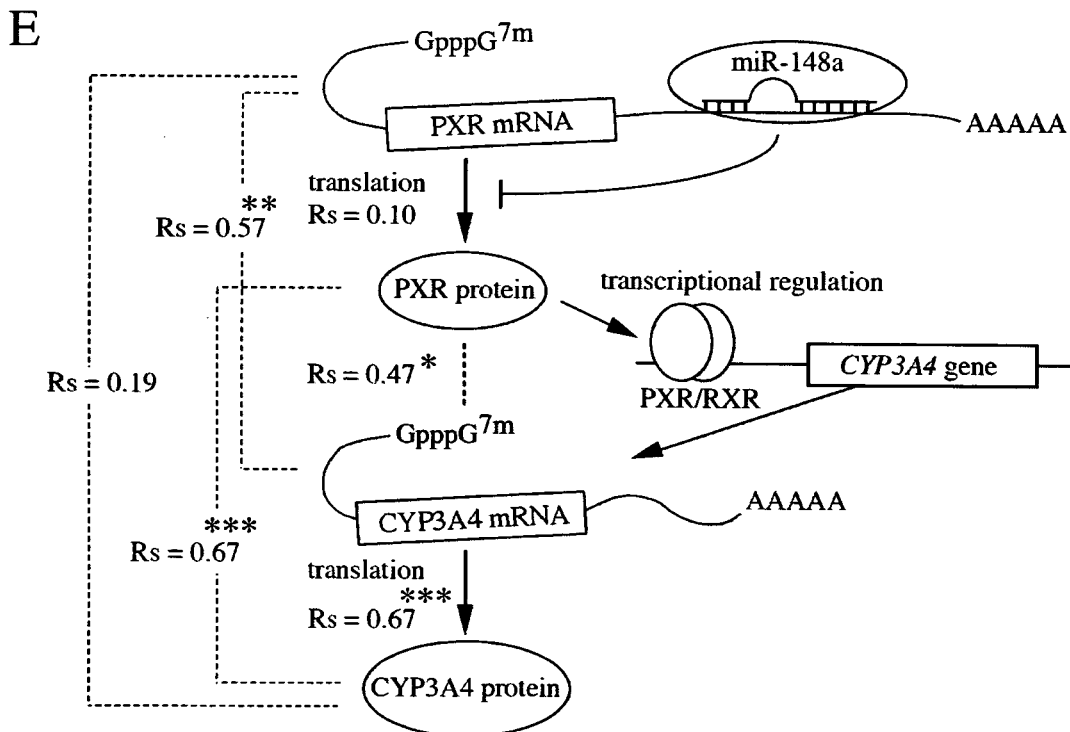 E
GpppG7m
miR-148a
PXR mRNA
AAAAA
translation
Rs = 0.10
Rs = 0.57**
PXR protein
transcriptional regulation
Rs = 0.19
Rs = 0.47*
PXR/RXR
CYP3A4 gene
GpppG7m
CYP3A4 mRNA
AAAAA
Rs = 0.67***
translation
Rs = 0.67***
CYP3A4 protein